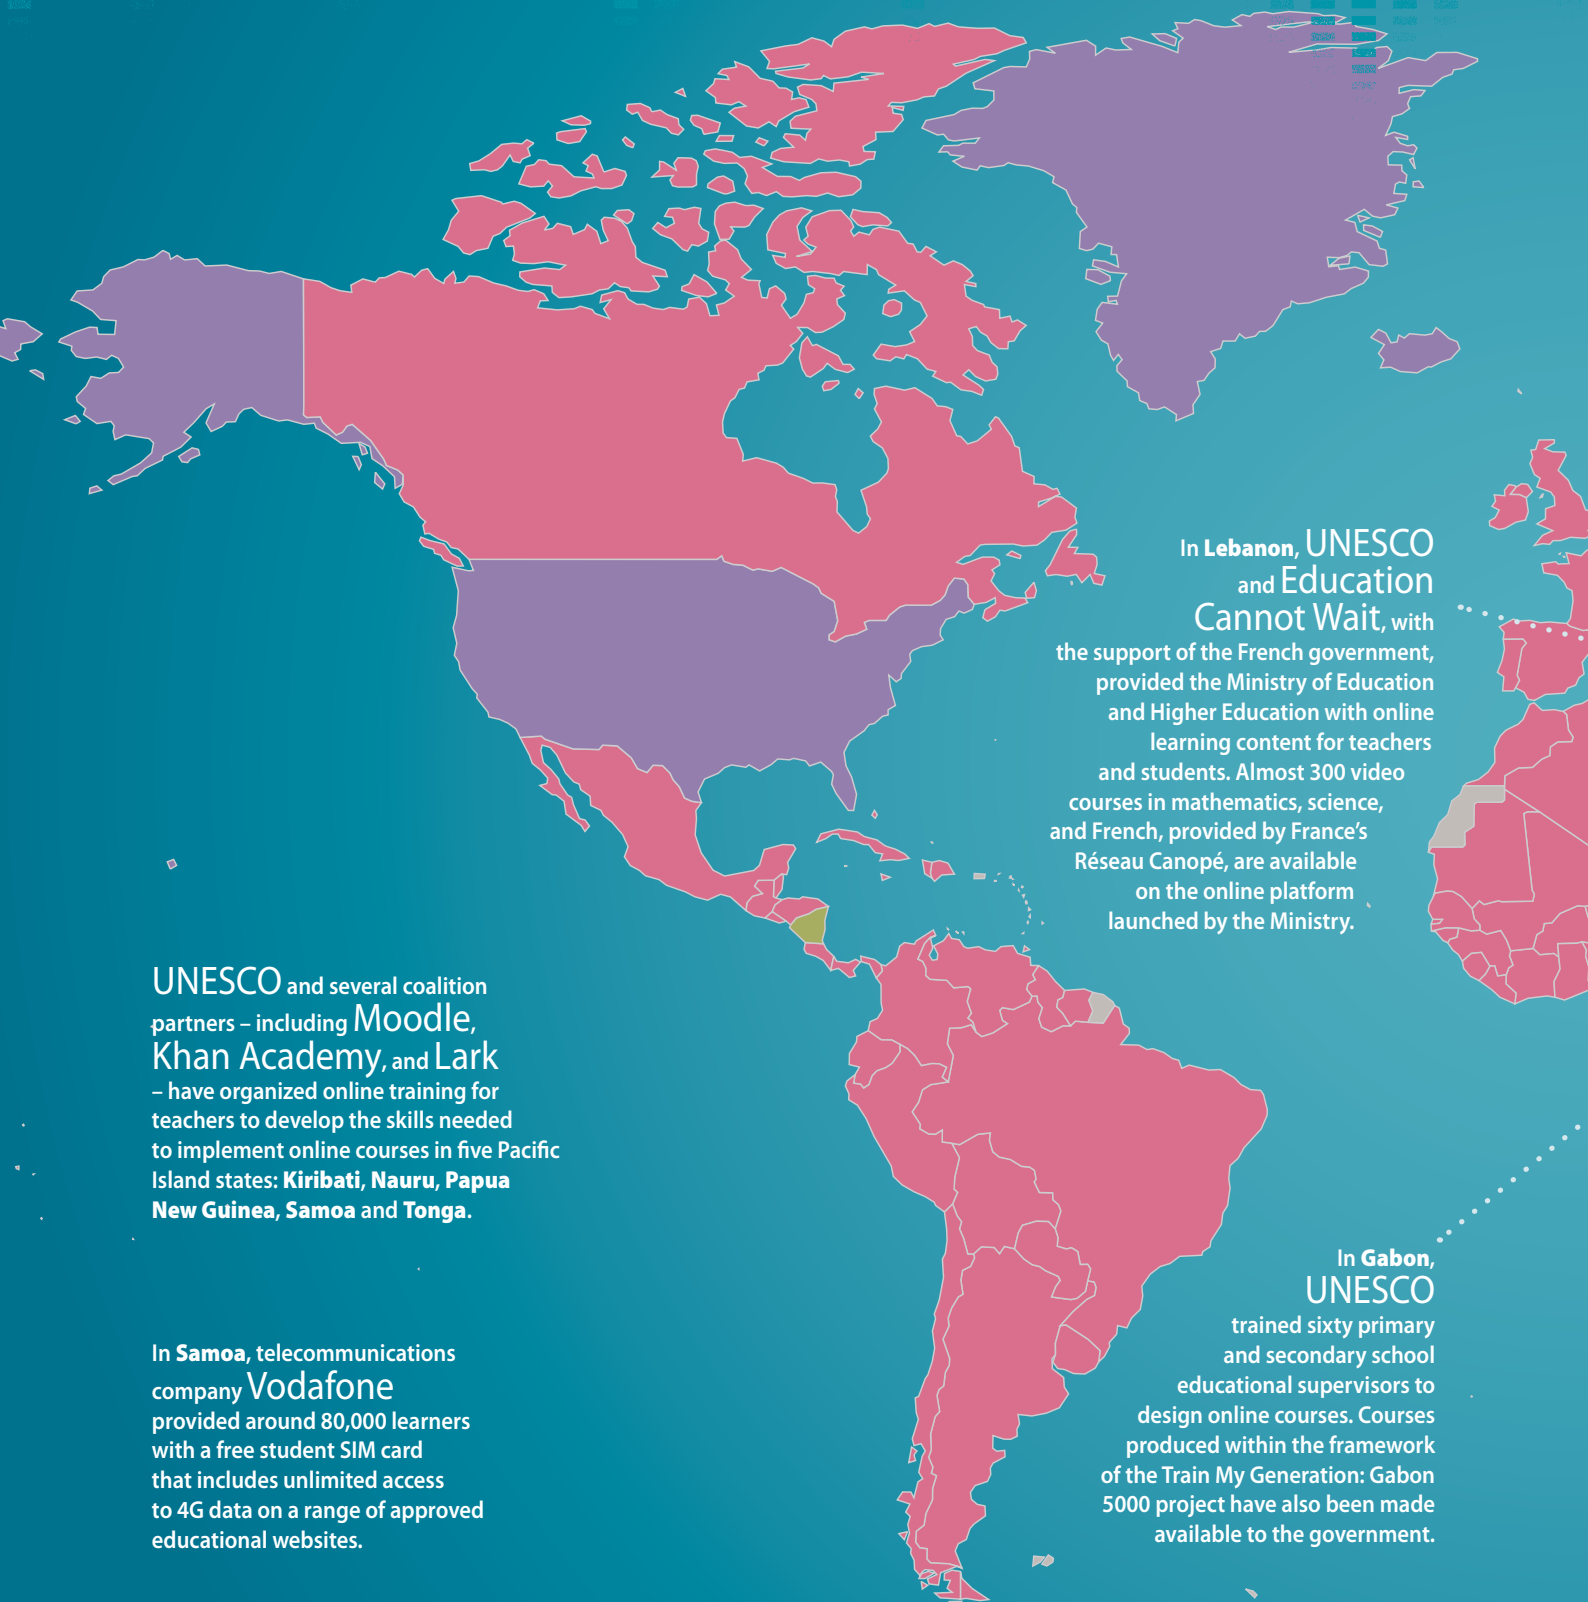 In Lebanon, UNESCO
and Education
Cannot Wait, with
the support of the French government,
provided the Ministry of Education
and Higher Education with online
learning content for teachers
and students. Almost 300 video
courses in mathematics, science,
and French, provided by France’s
Réseau Canopé, are available
on the online platform
launched by the Ministry.
UNESCO and several coalition
partners – including Moodle,
Khan Academy, and Lark
– have organized online training for
teachers to develop the skills needed
to implement online courses in five Pacific
Island states: Kiribati, Nauru, Papua
New Guinea, Samoa and Tonga.
In Samoa, telecommunications
company Vodafone
provided around 80,000 learners
with a free student SIM card
that includes unlimited access
to 4G data on a range of approved
educational websites.
In Gabon,
UNESCO
trained sixty primary
and secondary school
educational supervisors to
design online courses. Courses
produced within the framework
of the Train My Generation: Gabon
5000 project have also been made
available to the government.